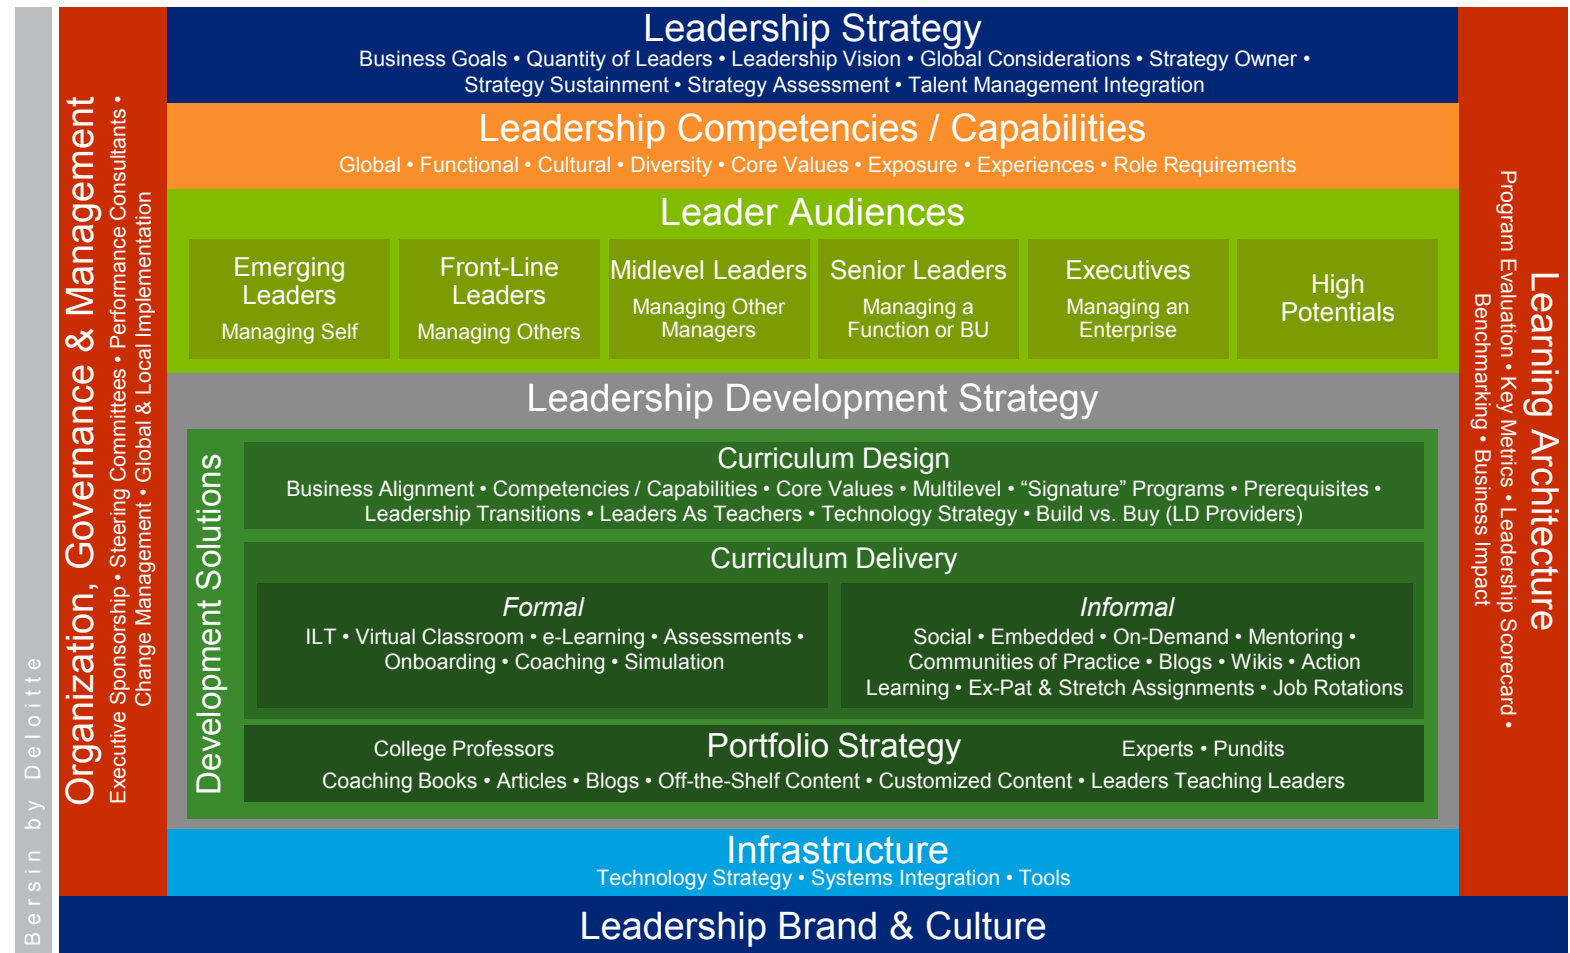 Leadership Strategy
Business Goals • Quantity of Leaders • Leadership Vision • Global Considerations • Strategy Owner •
Strategy Sustainment • Strategy Assessment • Talent Management Integration
Leadership Competencies / Capabilities
Global • Functional • Cultural • Diversity • Core Values • Exposure • Experiences • Role Requirements
Leader Audiences
Emerging
Leaders
Managing Self
Front-Line
Leaders
Managing Others
Midlevel Leaders
Managing Other
Managers
Senior Leaders
Managing a
Function or BU
Executives
Managing an
Enterprise
High
Potentials
Leadership Development Strategy
Development Solutions
Curriculum Design
Business Alignment • Competencies / Capabilities • Core Values • Multilevel • “Signature” Programs • Prerequisites •
Leadership Transitions • Leaders As Teachers • Technology Strategy • Build vs. Buy (LD Providers)
Curriculum Delivery
Formal
ILT • Virtual Classroom • e-Learning • Assessments •
Onboarding • Coaching • Simulation
Informal
Social • Embedded • On-Demand • Mentoring •
Communities of Practice • Blogs • Wikis • Action
Learning • Ex-Pat & Stretch Assignments • Job Rotations
College Professors
Portfolio Strategy
Experts • Pundits
Coaching Books • Articles • Blogs • Off-the-Shelf Content • Customized Content • Leaders Teaching Leaders
Infrastructure
Technology Strategy • Systems Integration • Tools
Leadership Brand & Culture
Organization, Governance & Management
Executive Sponsorship • Steering Committees • Performance Consultants •
Change Management • Global & Local Implementation
Learning Architecture
Program Evaluation • Key Metrics • Leadership Scorecard •
Benchmarking • Business Impact
Bersin by Deloitte